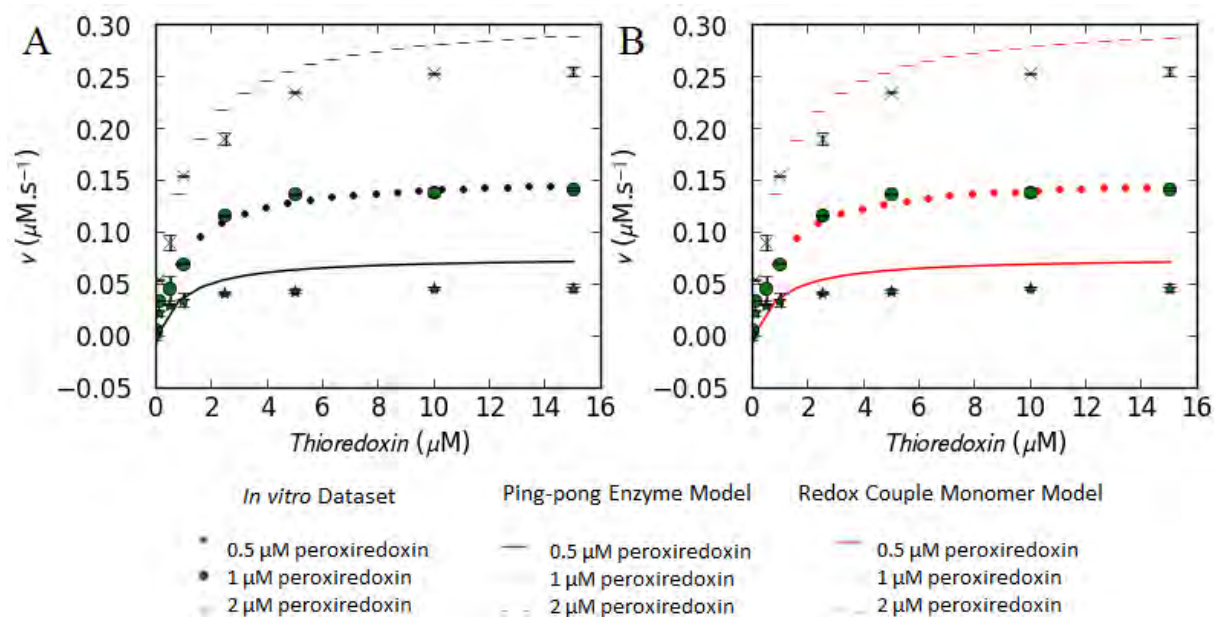 A
B
0.30
0.25
0.20
0.15
0.10
0.05
0.00
−0.05
v (μM.s⁻¹)
0 2 4 6 8 10 12 14 16
Thioredoxin (μM)
0.30
0.25
0.20
0.15
0.10
0.05
0.00
−0.05
v (μM.s⁻¹)
0 2 4 6 8 10 12 14 16
Thioredoxin (μM)
In vitro Dataset
0.5 μM peroxiredoxin
1 μM peroxiredoxin
2 μM peroxiredoxin
Ping-pong Enzyme Model
0.5 μM peroxiredoxin
1 μM peroxiredoxin
2 μM peroxiredoxin
Redox Couple Monomer Model
0.5 μM peroxiredoxin
1 μM peroxiredoxin
2 μM peroxiredoxin